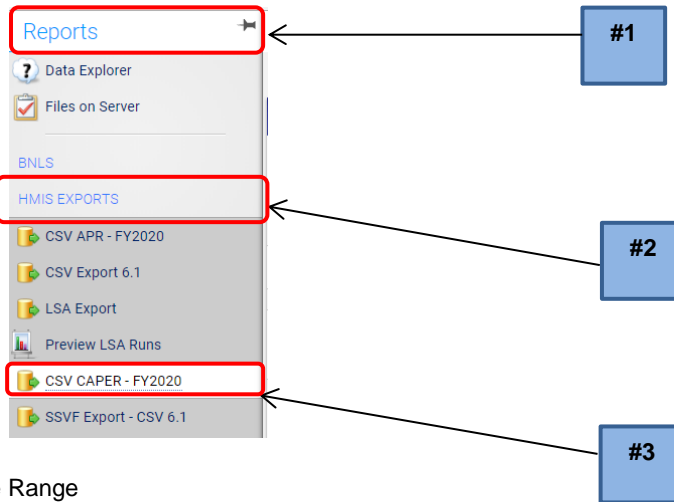 Reports
#1
Data Explorer
Files on Server
BNLS
HMIS EXPORTS
CSV APR - FY2020
#2
CSV Export 6.1
LSA Export
Preview LSA Runs
CSV CAPER - FY2020
SSVF Export - CSV 6.1
#3
Range